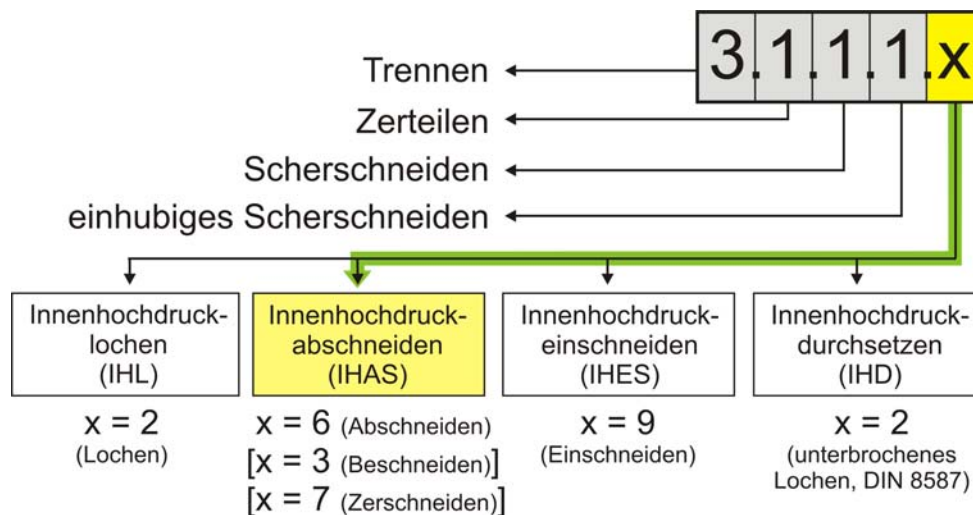 3.1.1.1.x
Trennen
Zerteilen
Scherschneiden
einhubiges Scherschneiden
Innenhochdruck-
lochen
(IHL)
x = 2
(Lochen)
Innenhochdruck-
abschneiden
(IHAS)
x = 6 (Abschneiden)
[x = 3 (Beschneiden)]
[x = 7 (Zerschneiden)]
Innenhochdruck-
einschneiden
(IHES)
x = 9
(Einschneiden)
Innenhochdruck-
durchsetzen
(IHD)
x = 2
(unterbrochenes
Lochen, DIN 8587)